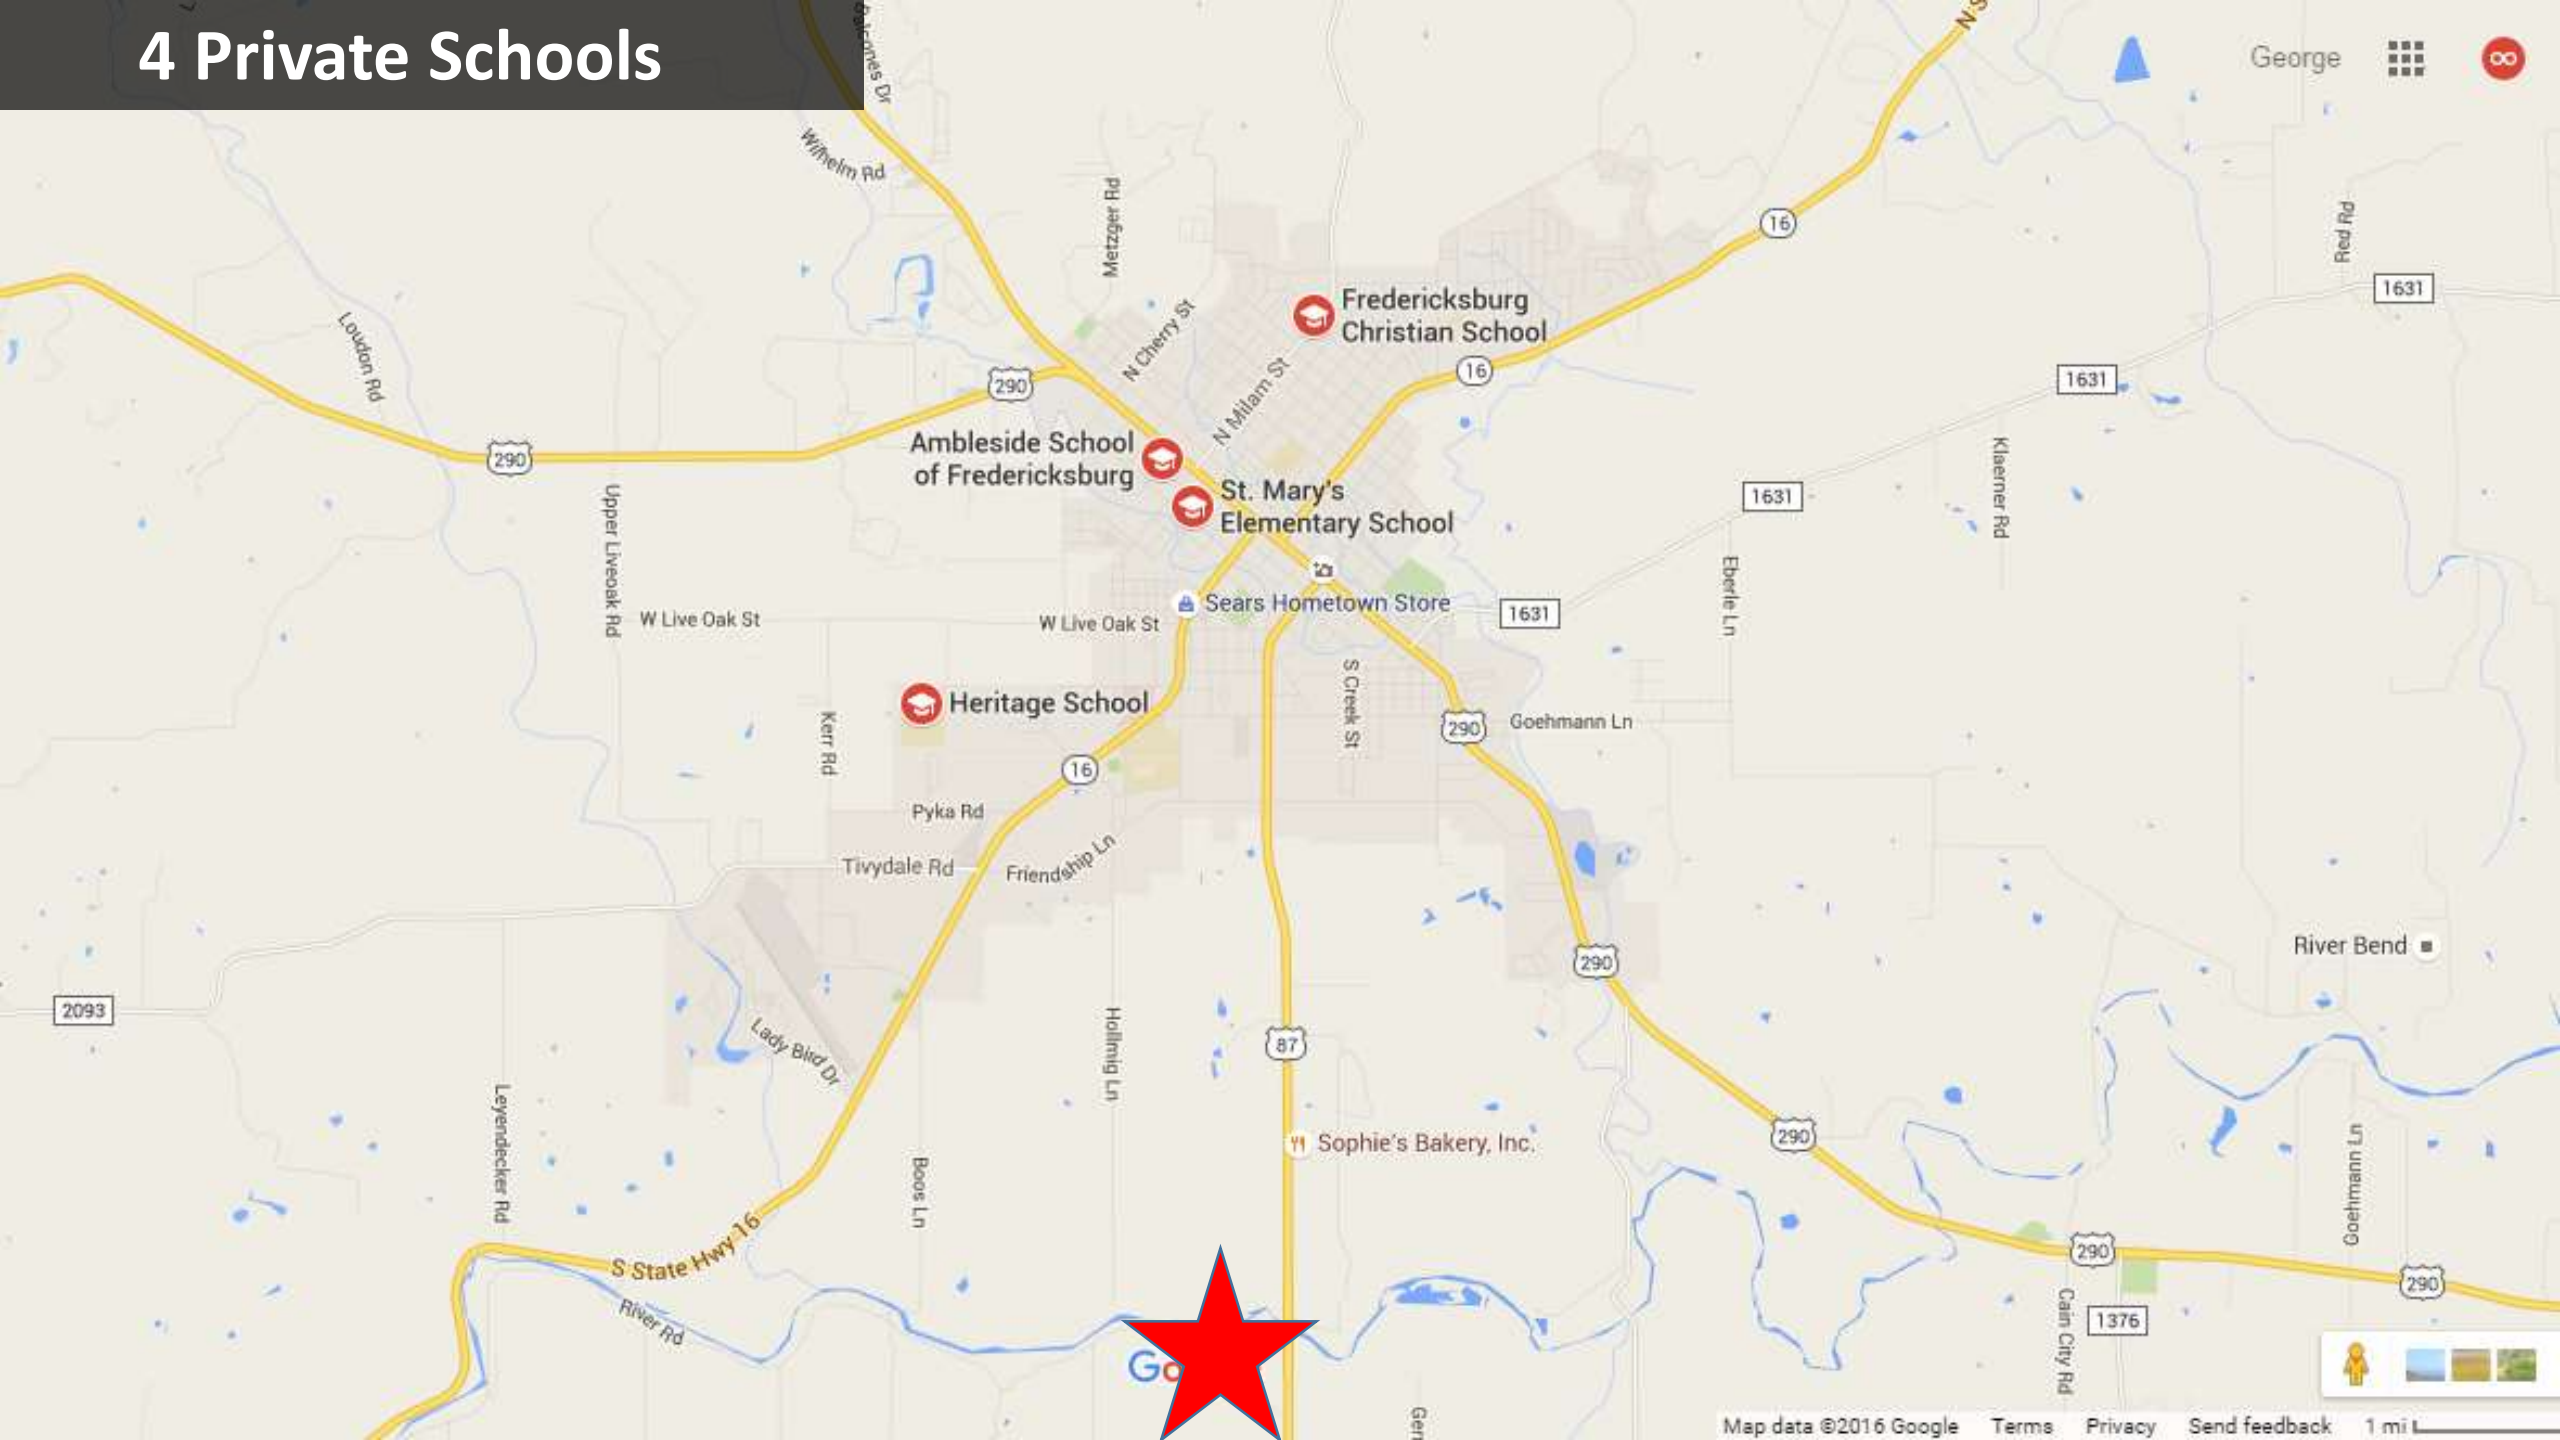 4 Private Schools
Balcones Dr
N S
George
Wilhelm Rd
Metzger Rd
16
Red Rd
1631
Fredericksburg
Christian School
N Cherry St
Loudon Rd
290
16
1631
N Milam St
Ambleside School
of Fredericksburg
290
St. Mary's
Elementary School
1631
Klaerner Rd
Upper Liveoak Rd
Eberle Ln
W Live Oak St
W Live Oak St
Sears Hometown Store
1631
Heritage School
S Creek St
Kerr Rd
290
Goehmann Ln
16
Pyka Rd
Tivydale Rd
Friendship Ln
River Bend
290
2093
Lady Bird Dr
Hollmig Ln
87
Leyendecker Rd
Sophie's Bakery, Inc.
290
Goehmann Ln
Boos Ln
S State Hwy 16
290
290
River Rd
Cain City Rd
1376
Go
Map data ©2016 Google Terms Privacy Send feedback 1 mi